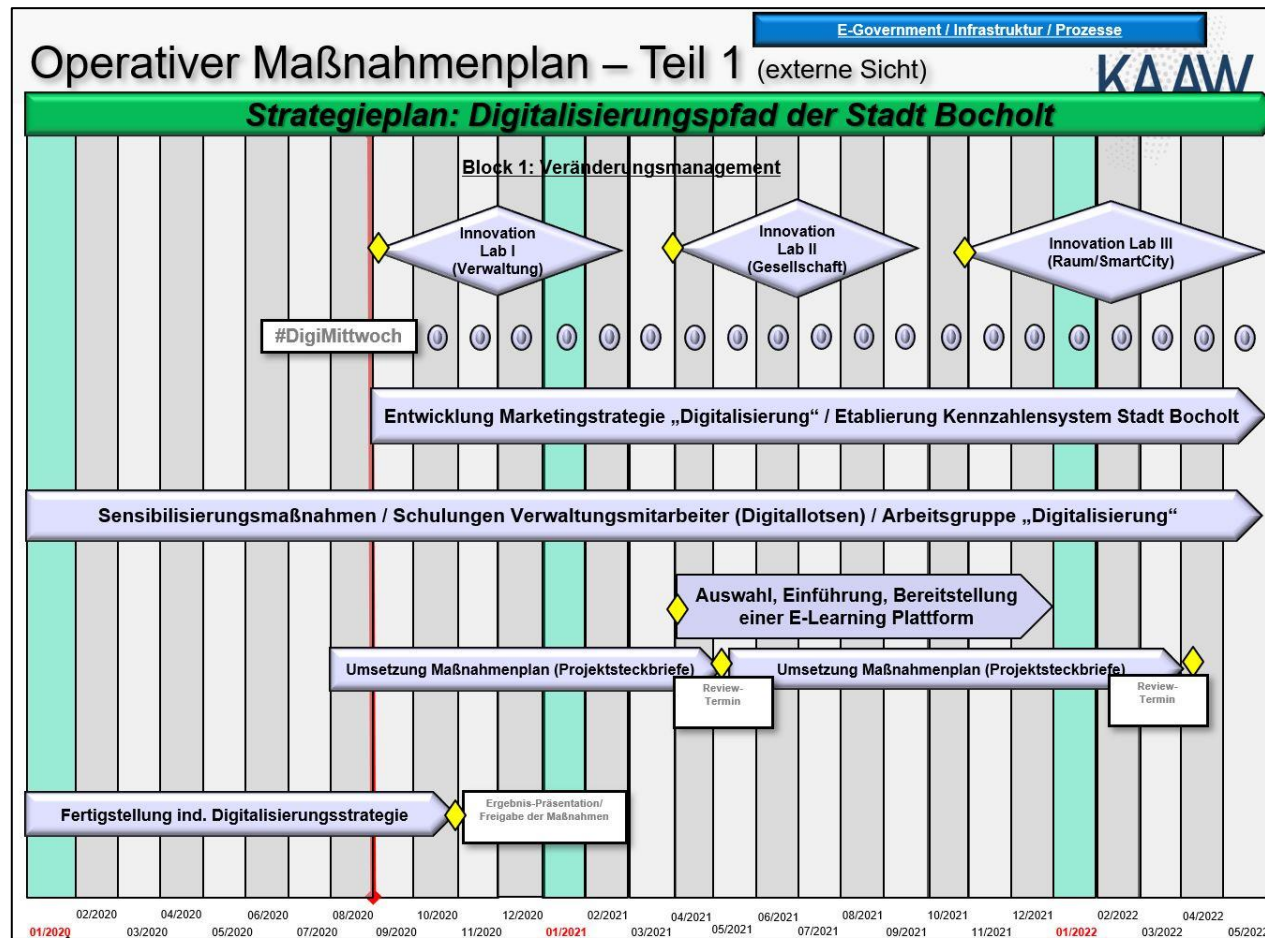 E-Government / Infrastruktur / Prozesse
Operativer Maßnahmenplan – Teil 1 (externe Sicht)
KAAW
Strategieplan: Digitalisierungspfad der Stadt Bocholt
Block 1: Veränderungsmanagement
Innovation
Lab I
(Verwaltung)
Innovation
Lab II
(Gesellschaft)
Innovation Lab III
(Raum/SmartCity)
#DigiMittwoch
Entwicklung Marketingstrategie „Digitalisierung“ / Etablierung Kennzahlensystem Stadt Bocholt
Sensibilisierungsmaßnahmen / Schulungen Verwaltungsmitarbeiter (Digitallotsen) / Arbeitsgruppe „Digitalisierung“
Auswahl, Einführung, Bereitstellung
einer E-Learning Plattform
Umsetzung Maßnahmenplan (Projektsteckbriefe)
Umsetzung Maßnahmenplan (Projektsteckbriefe)
Review-
Termin
Review-
Termin
Fertigstellung ind. Digitalisierungsstrategie
Ergebnis-Präsentation/
Freigabe der Maßnahmen
02/2020 04/2020 06/2020 08/2020 10/2020 12/2020 02/2021 04/2021 06/2021 08/2021 10/2021 12/2021 02/2022 04/2022
01/2020 03/2020 05/2020 07/2020 09/2020 11/2020 01/2021 03/2021 05/2021 07/2021 09/2021 11/2021 01/2022 03/2022 05/2022